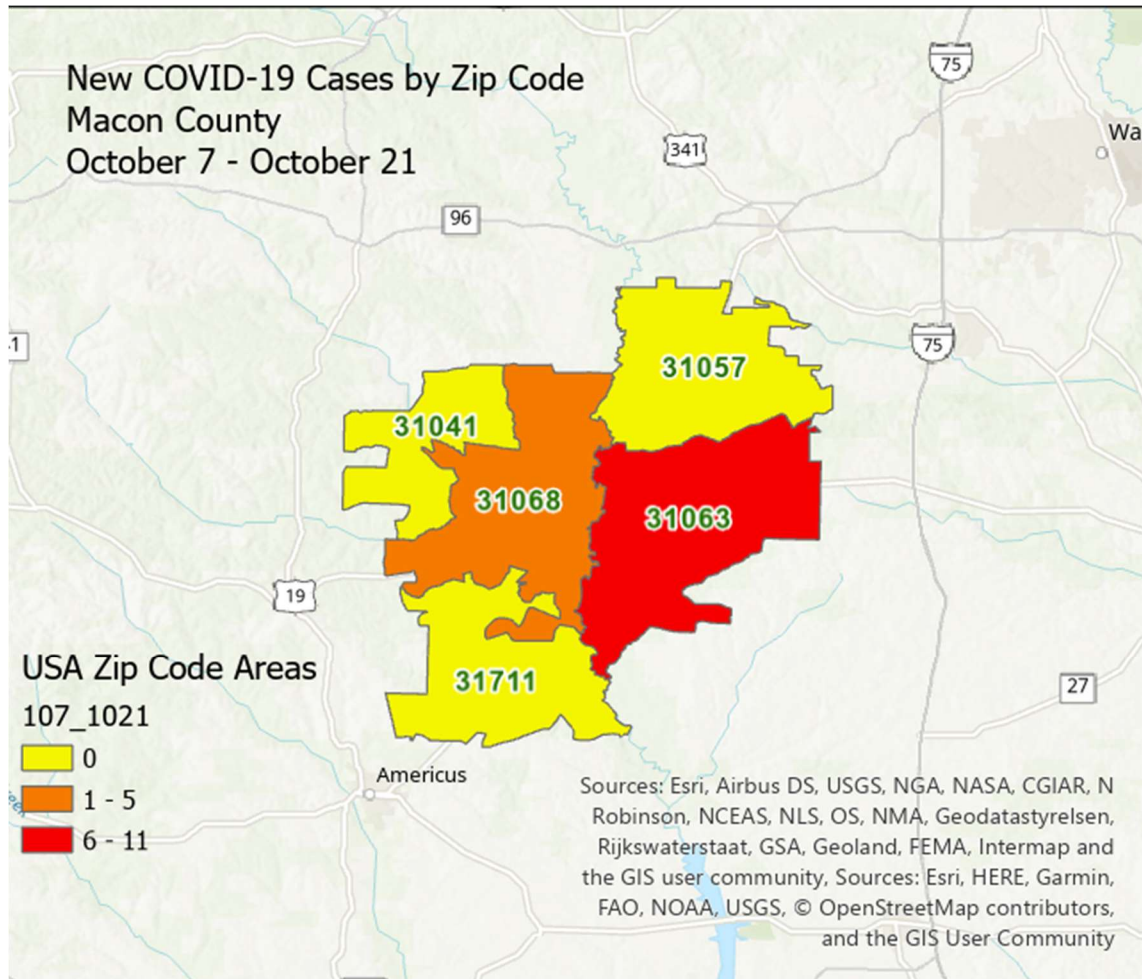 New COVID-19 Cases by Zip Code
Macon County
October 7 - October 21
75
341
Wa
96
75
1
31057
31041
31068
31063
19
31711
27
USA Zip Code Areas
107_1021
0
1 - 5
6 - 11
Americus
Sources: Esri, Airbus DS, USGS, NGA, NASA, CGIAR, N
Robinson, NCEAS, NLS, OS, NMA, Geodatastyrelsen,
Rijkswaterstaat, GSA, Geoland, FEMA, Intermap and
the GIS user community, Sources: Esri, HERE, Garmin,
FAO, NOAA, USGS, © OpenStreetMap contributors,
and the GIS User Community